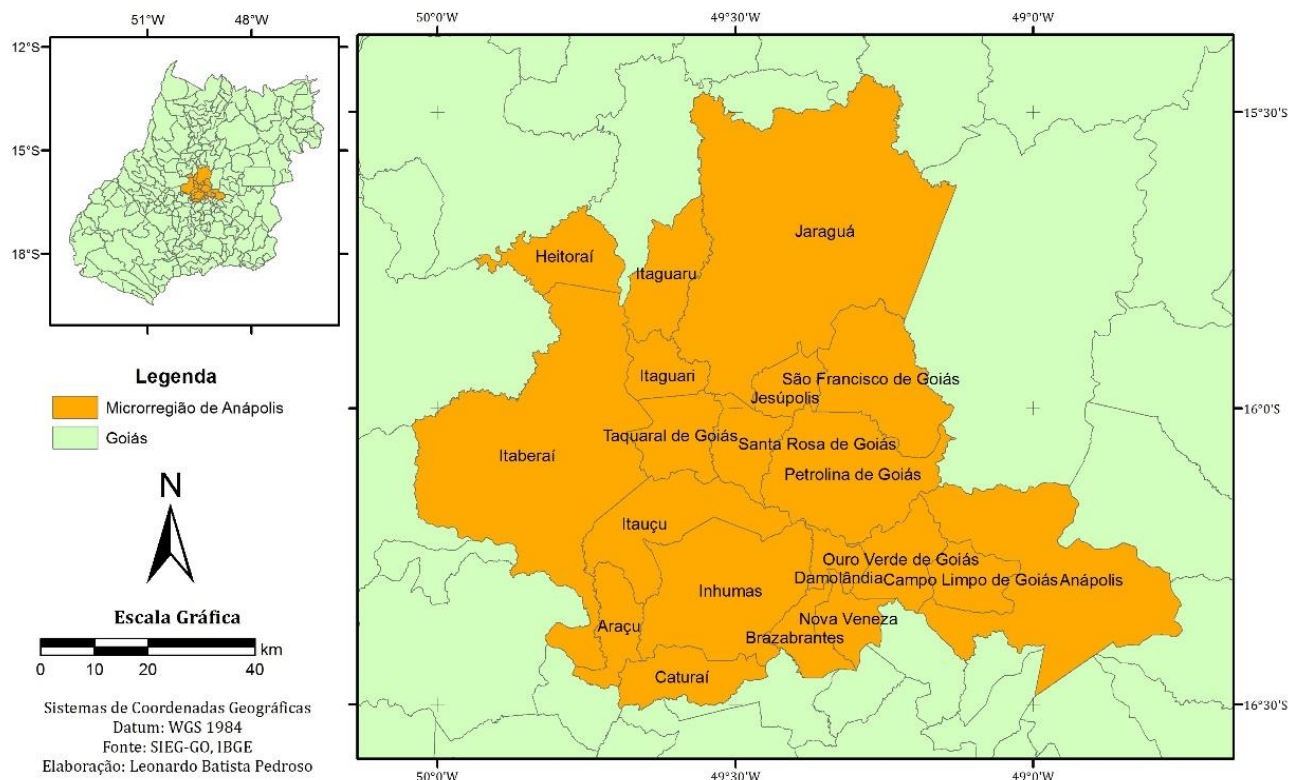 51°W 48°W
12°S
15°S
18°S
Legenda
Microrregião de Anápolis
Goiás
N
Escala Gráfica
0 10 20 40 km
Sistemas de Coordenadas Geográficas
Datum: WGS 1984
Fonte: SIEG-GO, IBGE
Elaboração: Leonardo Batista Pedroso
50°0'W 49°30'W 49°0'W
15°30'S
16°0'S
16°30'S
Jaraguá
Heitoraí
Itaguaru
Itaguari
São Francisco de Goiás
Jesúpolis
Taquaral de Goiás
Santa Rosa de Goiás
Itaberaí
Petrolina de Goiás
Itauçu
Ouro Verde de Goiás
Damolândia
Campo Limpo de Goiás
Anápolis
Inhumas
Nova Veneza
Araçu
Brazabrantes
Caturaí
50°0'W 49°30'W 49°0'W